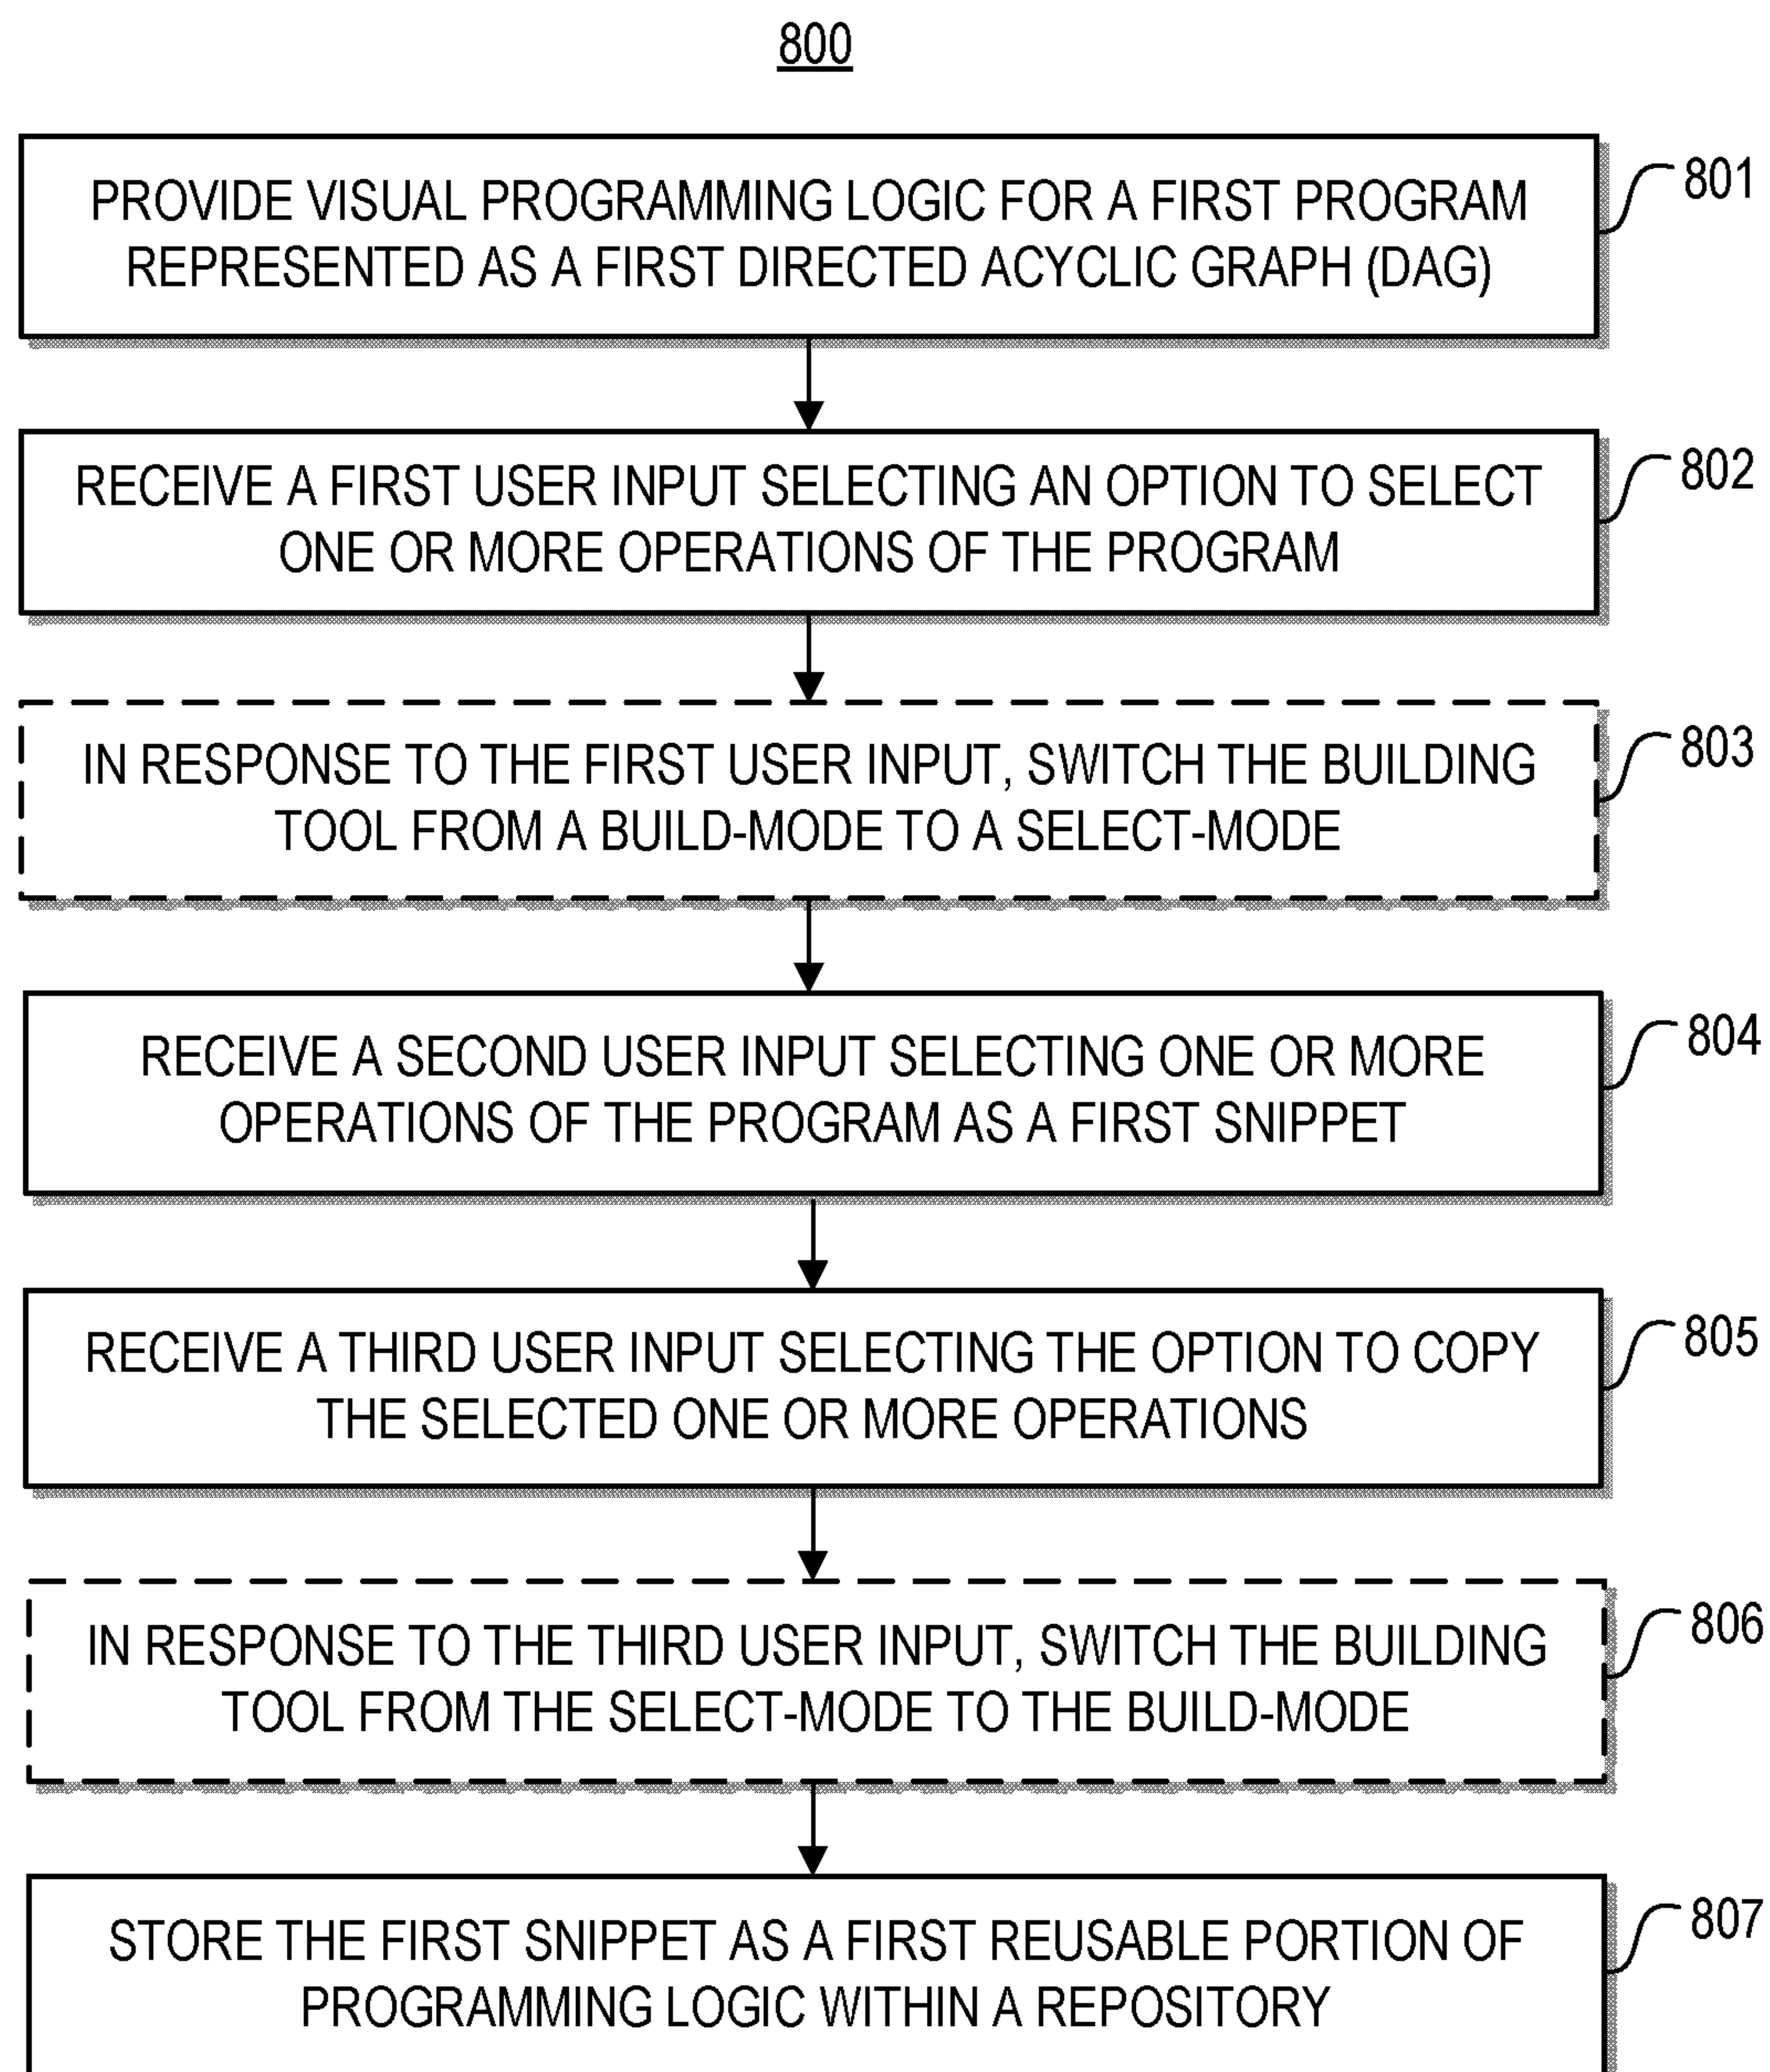 800
PROVIDE VISUAL PROGRAMMING LOGIC FOR A FIRST PROGRAM
REPRESENTED AS A FIRST DIRECTED ACYCLIC GRAPH (DAG)
801
RECEIVE A FIRST USER INPUT SELECTING AN OPTION TO SELECT
ONE OR MORE OPERATIONS OF THE PROGRAM
802
IN RESPONSE TO THE FIRST USER INPUT, SWITCH THE BUILDING
TOOL FROM A BUILD-MODE TO A SELECT-MODE
803
RECEIVE A SECOND USER INPUT SELECTING ONE OR MORE
OPERATIONS OF THE PROGRAM AS A FIRST SNIPPET
804
RECEIVE A THIRD USER INPUT SELECTING THE OPTION TO COPY
THE SELECTED ONE OR MORE OPERATIONS
805
IN RESPONSE TO THE THIRD USER INPUT, SWITCH THE BUILDING
TOOL FROM THE SELECT-MODE TO THE BUILD-MODE
806
STORE THE FIRST SNIPPET AS A FIRST REUSABLE PORTION OF
PROGRAMMING LOGIC WITHIN A REPOSITORY
807